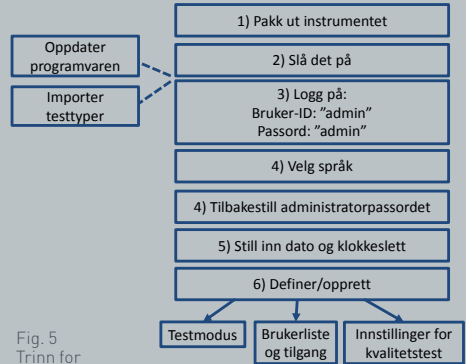 1) Pakk ut instrumentet
Oppdater
programvaren
2) Slå det på
Importer
testtyper
3) Logg på:
Bruker-ID: ”admin”
Passord: ”admin”
4) Velg språk
4) Tilbakestill administratorpassordet
5) Still inn dato og klokkeslett
6) Definer/opprett
Testmodus
Brukerliste
og tilgang
Innstillinger for
kvalitetstest
Fig. 5
Trinn for